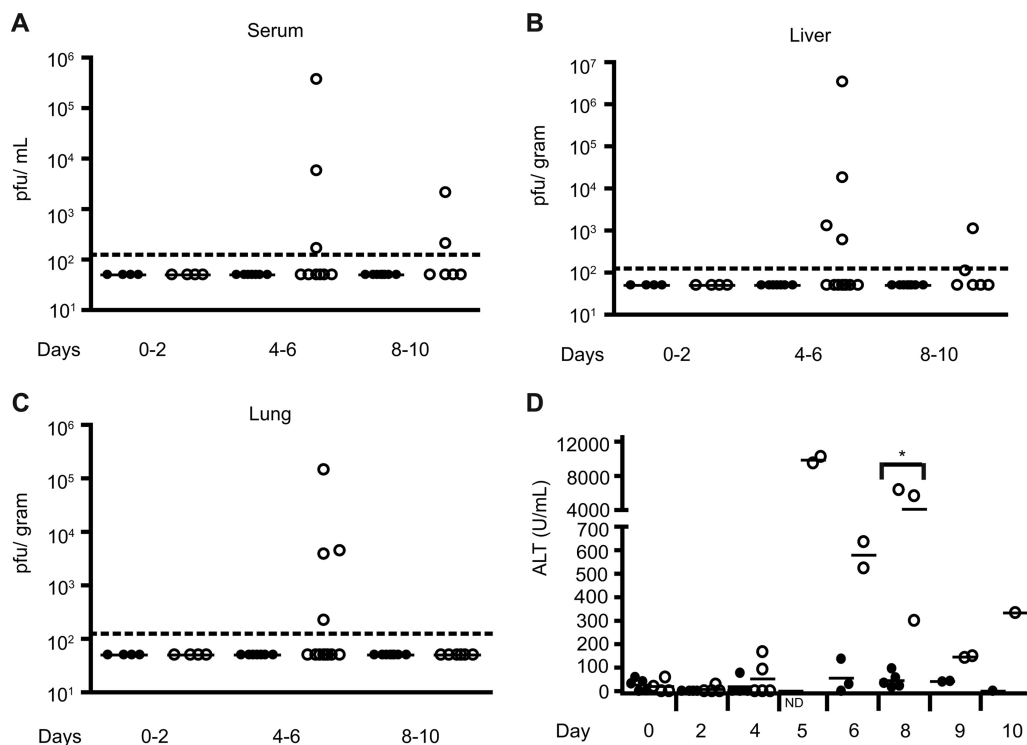 A
Serum
pfu/ mL
10⁶
10⁵
10⁴
10³
10²
10¹
Days 0-2 4-6 8-10
B
Liver
pfu/ gram
10⁷
10⁶
10⁵
10⁴
10³
10²
10¹
Days 0-2 4-6 8-10
C
Lung
pfu/ gram
10⁶
10⁵
10⁴
10³
10²
10¹
Days 0-2 4-6 8-10
D
ALT (U/mL)
12000
8000
4000
700
600
500
400
300
200
100
0
*
ND
Day 0 2 4 5 6 8 9 10